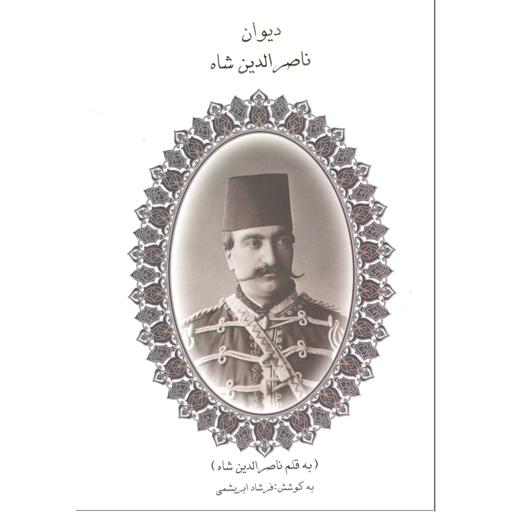 دیوان
ناصرالدین شاه
(به قلم ناصرالدین شاه)
به کوشش:فرشاد ابریشمی